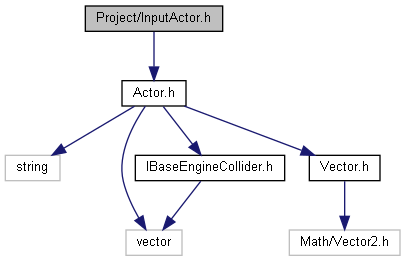 Project/InputActor.h
Actor.h
string
IBaseEngineCollider.h
Vector.h
vector
Math/Vector2.h